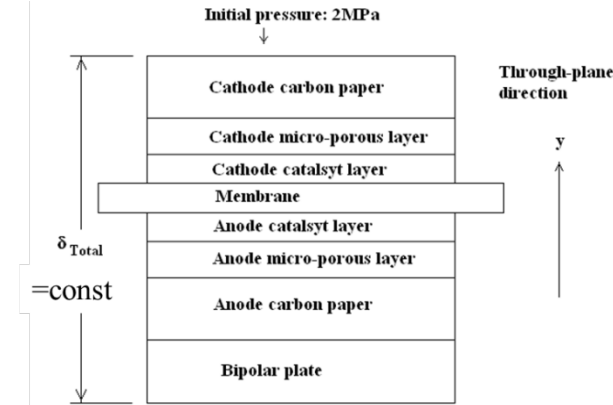 Initial pressure: 2MPa
Cathode carbon paper
Through-plane
direction
Cathode micro-porous layer
y
Cathode catalsyt layer
Membrane
Anode catalsyt layer
δ Total
Anode micro-porous layer
=const
Anode carbon paper
Bipolar plate